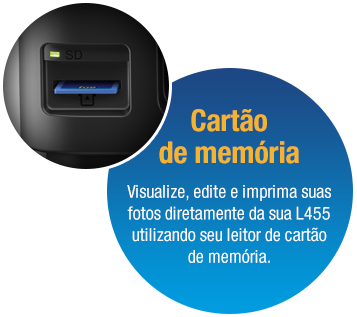 SD
Cartão
de memória
Visualize, edite e imprima suas
fotos diretamente da sua L455
utilizando seu leitor de cartão
de memória.